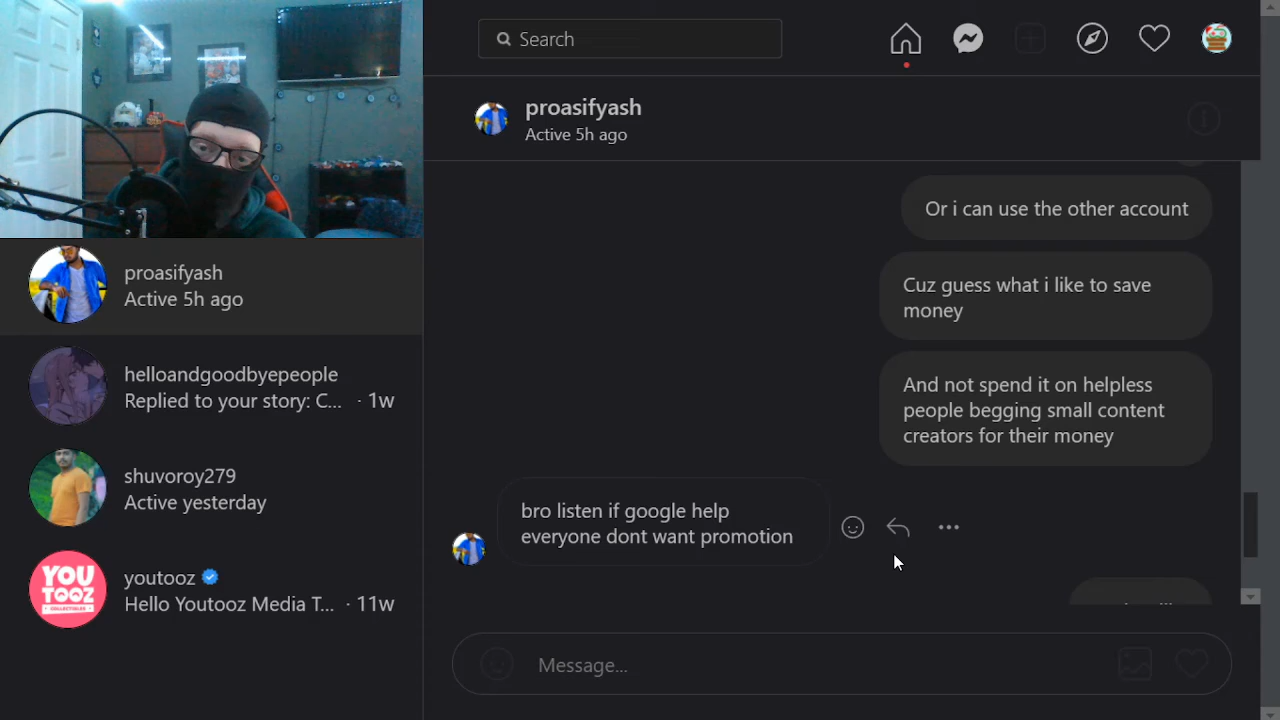 Search
proasifyash
Active 5h ago
Or i can use the other account
Cuz guess what i like to save
money
And not spend it on helpless
people begging small content
creators for their money
bro listen if google help
everyone dont want promotion
Message...
proasifyash
Active 5h ago
helloandgoodbyepeople
Replied to your story: C... · 1w
shuvoroy279
Active yesterday
YOU
TOOZ
COLLECTIBLES
youtooz
Hello Youtooz Media T... · 11w